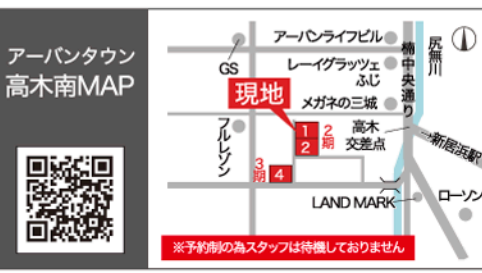 アーバンタウン
高木南MAP
アーバンライフビル
GS
レーイグラッツェ
ふじ
メガネの三城
楠中央通り
尻無川
現地
フルレゾン
1
2
2期
3期
4
高木
交差点
→新居浜駅
LAND MARK
ローソン
※予約制の為スタッフは待機しておりません